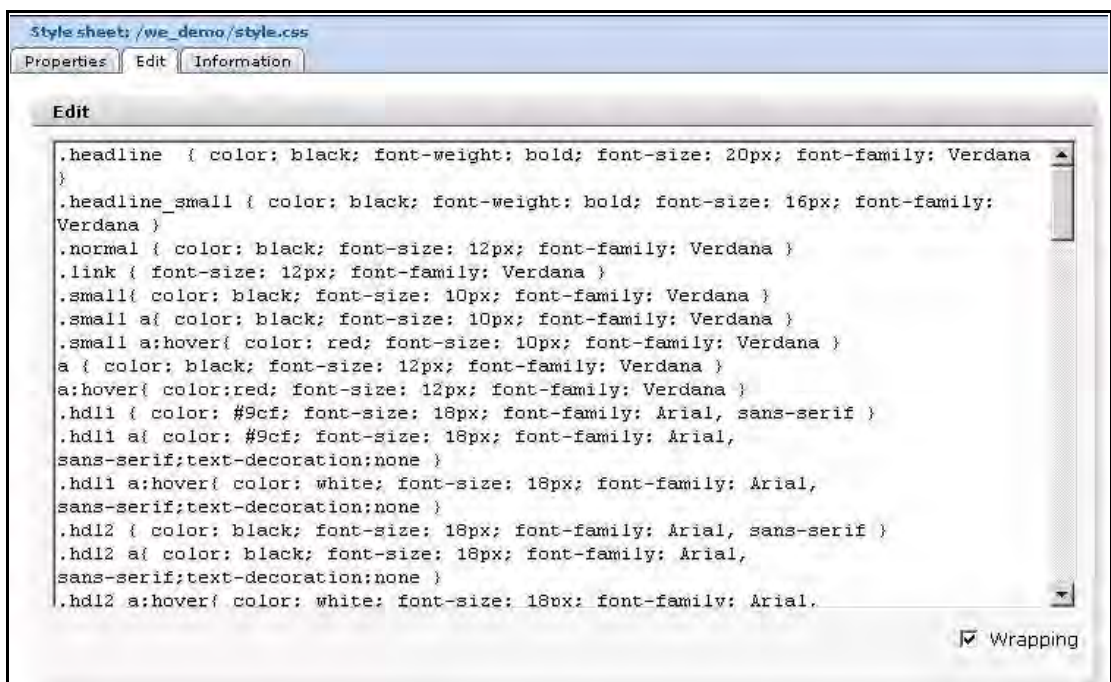 Style sheet: /we_demo/style.css
Properties Edit Information
Edit
.headline  { color: black; font-weight: bold; font-size: 20px; font-family: Verdana
}
.headline_small { color: black; font-weight: bold; font-size: 16px; font-family:
Verdana }
.normal { color: black; font-size: 12px; font-family: Verdana }
.link { font-size: 12px; font-family: Verdana }
.small{ color: black; font-size: 10px; font-family: Verdana }
.small a{ color: black; font-size: 10px; font-family: Verdana }
.small a:hover{ color: red; font-size: 10px; font-family: Verdana }
a { color: black; font-size: 12px; font-family: Verdana }
a:hover{ color:red; font-size: 12px; font-family: Verdana }
.hdl1 { color: #9cf; font-size: 18px; font-family: Arial, sans-serif }
.hdl1 a{ color: #9cf; font-size: 18px; font-family: Arial,
sans-serif;text-decoration:none }
.hdl1 a:hover{ color: white; font-size: 18px; font-family: Arial,
sans-serif;text-decoration:none }
.hdl2 { color: black; font-size: 18px; font-family: Arial, sans-serif }
.hdl2 a{ color: black; font-size: 18px; font-family: Arial,
sans-serif;text-decoration:none }
.hdl2 a:hover{ color: white; font-size: 18px; font-family: Arial,
Wrapping